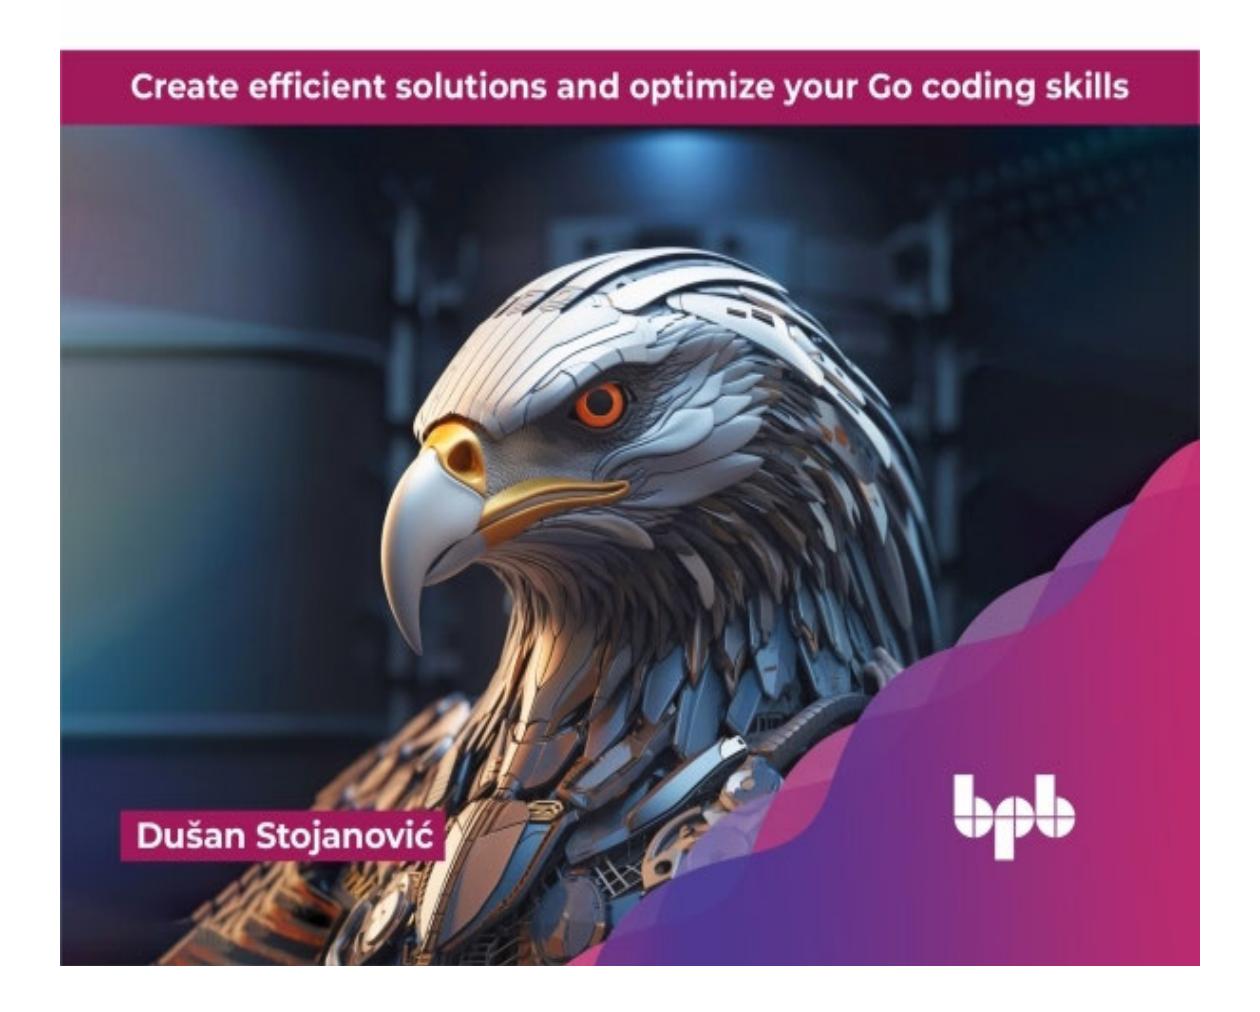 Create efficient solutions and optimize your Go coding skills
Dušan Stojanović
bpb